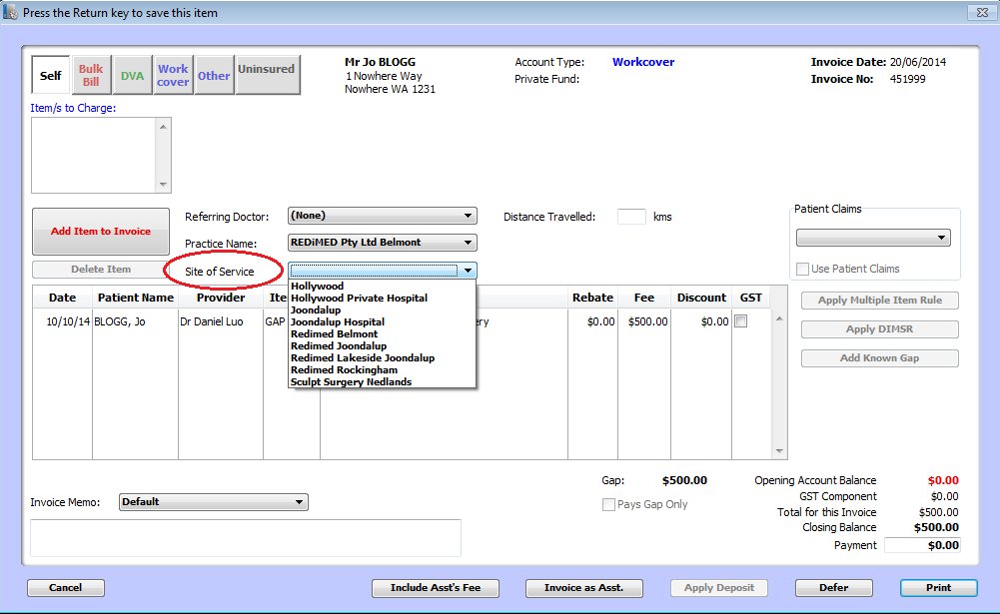 Press the Return key to save this item
Self
Bulk Bill
DVA
Work cover
Other
Uninsured
Mr Jo BLOGG
1 Nowhere Way
Nowhere WA 1231
Account Type: Workcover
Private Fund:
Invoice Date: 20/06/2014
Invoice No: 451999
Item/s to Charge:
Add Item to Invoice
Delete Item
Referring Doctor: (None)
Practice Name: REDiMED Pty Ltd Belmont
Site of Service
Distance Travelled: kms
Patient Claims
Use Patient Claims
Hollywood
Hollywood Private Hospital
Joondalup
Joondalup Hospital
Redimed Belmont
Redimed Joondalup
Redimed Lakeside Joondalup
Redimed Rockingham
Sculpt Surgery Nedlands
Date Patient Name Provider Ite Rebate Fee Discount GST
10/10/14 BLOGG, Jo Dr Daniel Luo GAP ery $0.00 $500.00 $0.00
Apply Multiple Item Rule
Apply DIMSR
Add Known Gap
Gap: $500.00
Pays Gap Only
Opening Account Balance $0.00
GST Component $0.00
Total for this Invoice $500.00
Closing Balance $500.00
Payment $0.00
Invoice Memo: Default
Cancel
Include Asst's Fee
Invoice as Asst.
Apply Deposit
Defer
Print